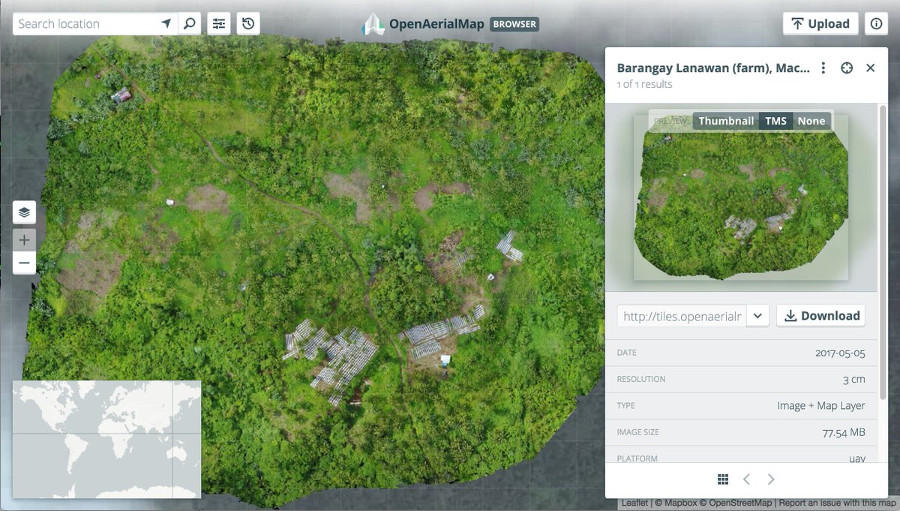 Search location
OpenAerialMap BROWSER
Upload
Barangay Lanawan (farm), Mac...
1 of 1 results
PREVIEW Thumbnail TMS None
http://tiles.openaerialr
Download
DATE 2017-05-05
RESOLUTION 3 cm
TYPE Image + Map Layer
IMAGE SIZE 77.54 MB
PLATFORM uav
Leaflet | © Mapbox © OpenStreetMap | Report an issue with this map